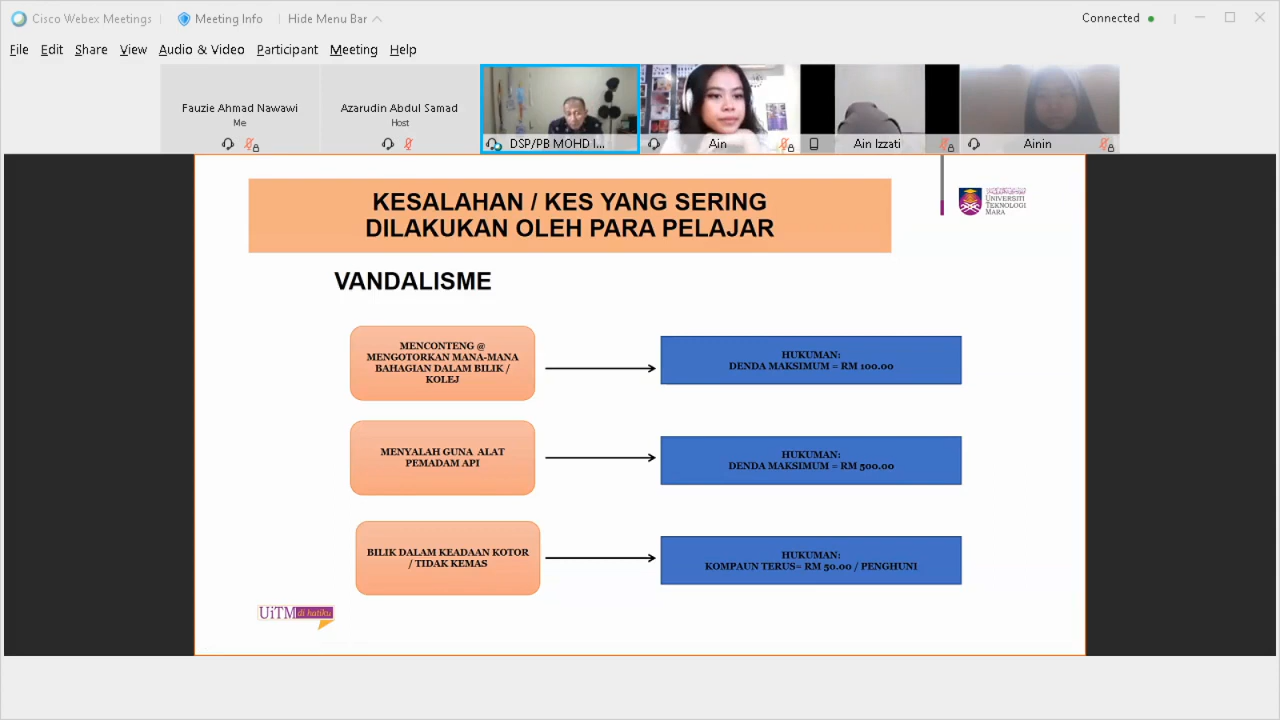 Cisco Webex Meetings
Meeting Info
Hide Menu Bar
Connected
File Edit Share View Audio & Video Participant Meeting Help
Fauzie Ahmad Nawawi
Me
Azarudin Abdul Samad
Host
DSP/PB MOHD I...
Ain
Ain Izzati
Ainin
KESALAHAN / KES YANG SERING
DILAKUKAN OLEH PARA PELAJAR
UNIVERSITI
TEKNOLOGI
MARA
VANDALISME
MENCONTENG @
MENGOTORKAN MANA-MANA
BAHAGIAN DALAM BILIK /
KOLEJ
HUKUMAN:
DENDA MAKSIMUM = RM 100.00
MENYALAH GUNA ALAT
PEMADAM API
HUKUMAN:
DENDA MAKSIMUM = RM 500.00
BILIK DALAM KEADAAN KOTOR
/ TIDAK KEMAS
HUKUMAN:
KOMPAUN TERUS= RM 50.00 / PENGHUNI
UiTM di hatiku